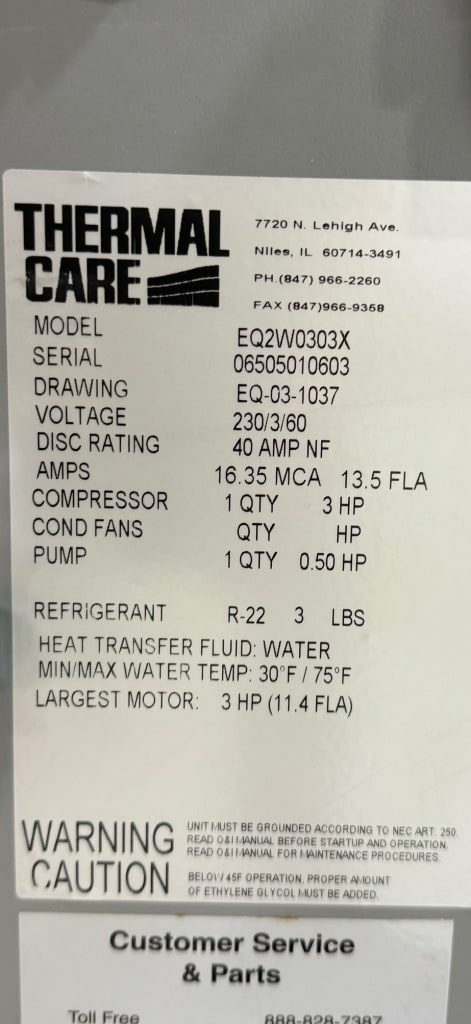 THERMAL
CARE
7720 N. Lehigh Ave.
Niles, IL 60714-3491
PH.(847) 966-2260
FAX (847)966-9358
MODEL EQ2W0303X
SERIAL 06505010603
DRAWING EQ-03-1037
VOLTAGE 230/3/60
DISC RATING 40 AMP NF
AMPS 16.35 MCA 13.5 FLA
COMPRESSOR 1 QTY 3 HP
COND FANS QTY HP
PUMP 1 QTY 0.50 HP
REFRIGERANT R-22 3 LBS
HEAT TRANSFER FLUID: WATER
MIN/MAX WATER TEMP: 30°F / 75°F
LARGEST MOTOR: 3 HP (11.4 FLA)
WARNING
UNIT MUST BE GROUNDED ACCORDING TO NEC ART. 250.
READ O&I MANUAL BEFORE STARTUP AND OPERATION.
READ O&I MANUAL FOR MAINTENANCE PROCEDURES.
CAUTION
BELOW 45F OPERATION, PROPER AMOUNT
OF ETHYLENE GLYCOL MUST BE ADDED.
Customer Service
& Parts
Toll Free 888-828-7387